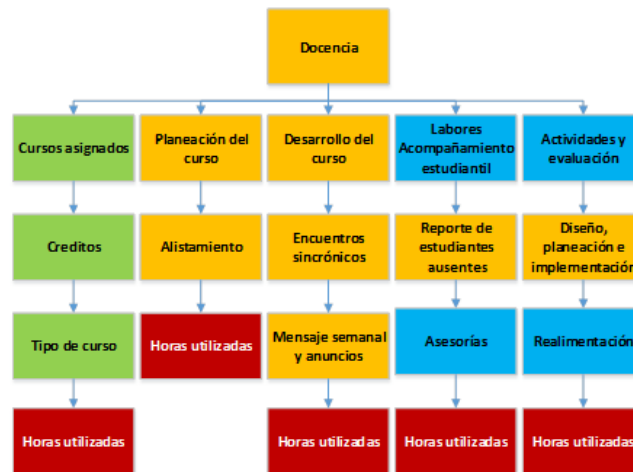 Docencia
Cursos asignados
Planeación del
curso
Desarrollo del
curso
Labores
Acompañamiento
estudiantil
Actividades y
evaluación
Creditos
Alistamiento
Encuentros
sincrónicos
Reporte de
estudiantes
ausentes
Diseño,
planeación e
implementación
Tipo de curso
Horas utilizadas
Mensaje semanal
y anuncios
Asesorías
Realimentación
Horas utilizadas
Horas utilizadas
Horas utilizadas
Horas utilizadas